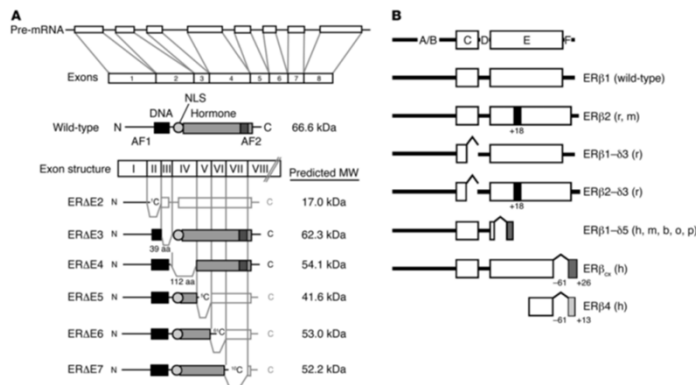 A
Pre-mRNA
Exons
1 2 3 4 5 6 7 8
NLS
DNA Hormone
Wild-type N C 66.6 kDa
AF1 AF2
Exon structure I II III IV V VI VII VIII Predicted MW
ERΔE2 N °C C 17.0 kDa
ERΔE3 N C 62.3 kDa
39 aa
ERΔE4 N C 54.1 kDa
112 aa
ERΔE5 N °C C 41.6 kDa
ERΔE6 N C 53.0 kDa
ERΔE7 N C 52.2 kDa
B
A/B C D E F
ERβ1 (wild-type)
ERβ2 (r, m)
+18
ERβ1–δ3 (r)
ERβ2–δ3 (r)
+18
ERβ1–δ5 (h, m, b, o, p)
ERβcx (h)
–61 +26
ERβ4 (h)
–61 +13